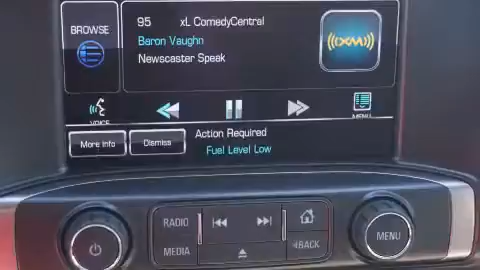 BROWSE
95 xL ComedyCentral
Baron Vaughn
Newscaster Speak
((XM))
VOICE
MENU
More Info
Dismiss
Action Required
Fuel Level Low
RADIO
MEDIA
BACK
MENU